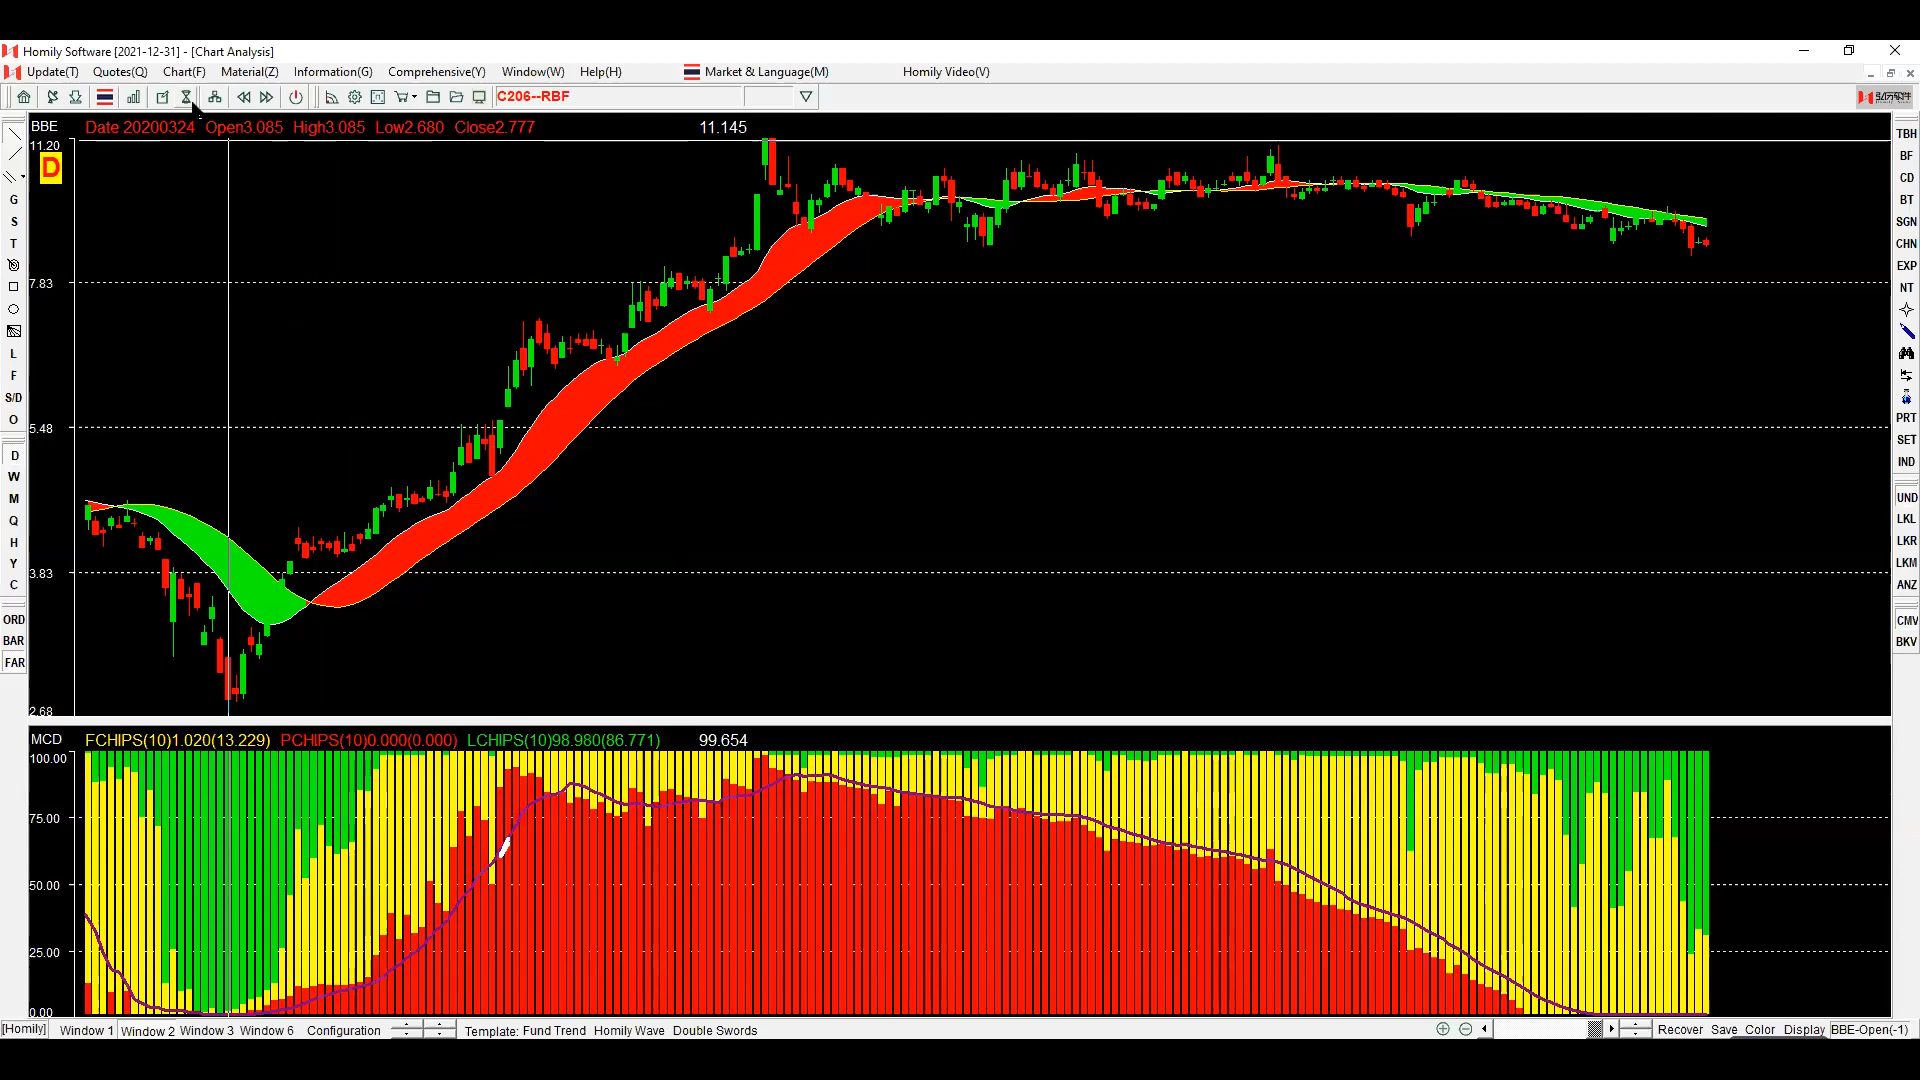 Homily Software [2021-12-31] - [Chart Analysis]
Update(T) Quotes(Q) Chart(F) Material(Z) Information(G) Comprehensive(Y) Window(W) Help(H) Market & Language(M) Homily Video(V)
C206--RBF
弘历软件
BBE Date 20200324 Open3.085 High3.085 Low2.680 Close2.777 11.145
11.20
D
7.83
5.48
3.83
2.68
MCD FCHIPS(10)1.020(13.229) PCHIPS(10)0.000(0.000) LCHIPS(10)98.980(86.771) 99.654
100.00
75.00
50.00
25.00
0.00
G
S
T
L
F
S/D
O
D
W
M
Q
H
Y
C
ORD
BAR
FAR
TBH
BF
CD
BT
SGN
CHN
EXP
NT
PRT
SET
IND
UND
LKL
LKR
LKM
ANZ
CMV
BKV
[Homily] Window 1 Window 2 Window 3 Window 6 Configuration Template: Fund Trend Homily Wave Double Swords Recover Save Color Display BBE-Open(-1)